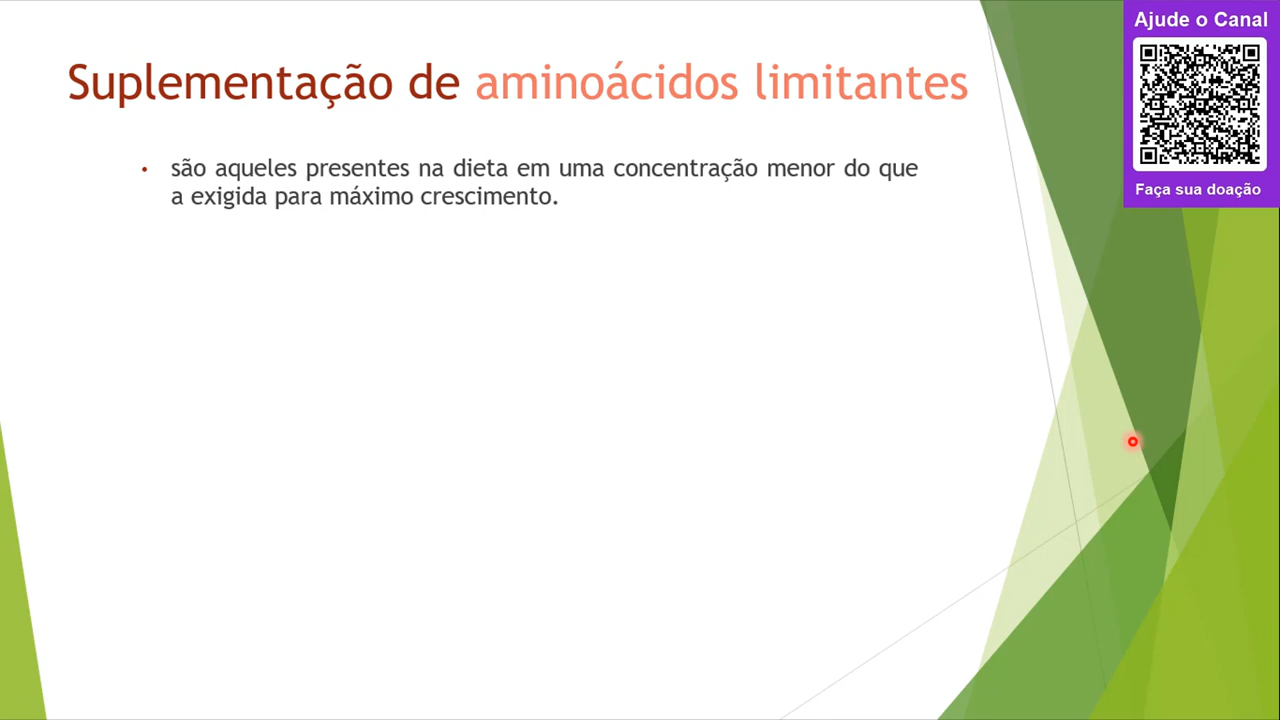 Ajude o Canal
Suplementação de aminoácidos limitantes
• são aqueles presentes na dieta em uma concentração menor do que
a exigida para máximo crescimento.
Faça sua doação